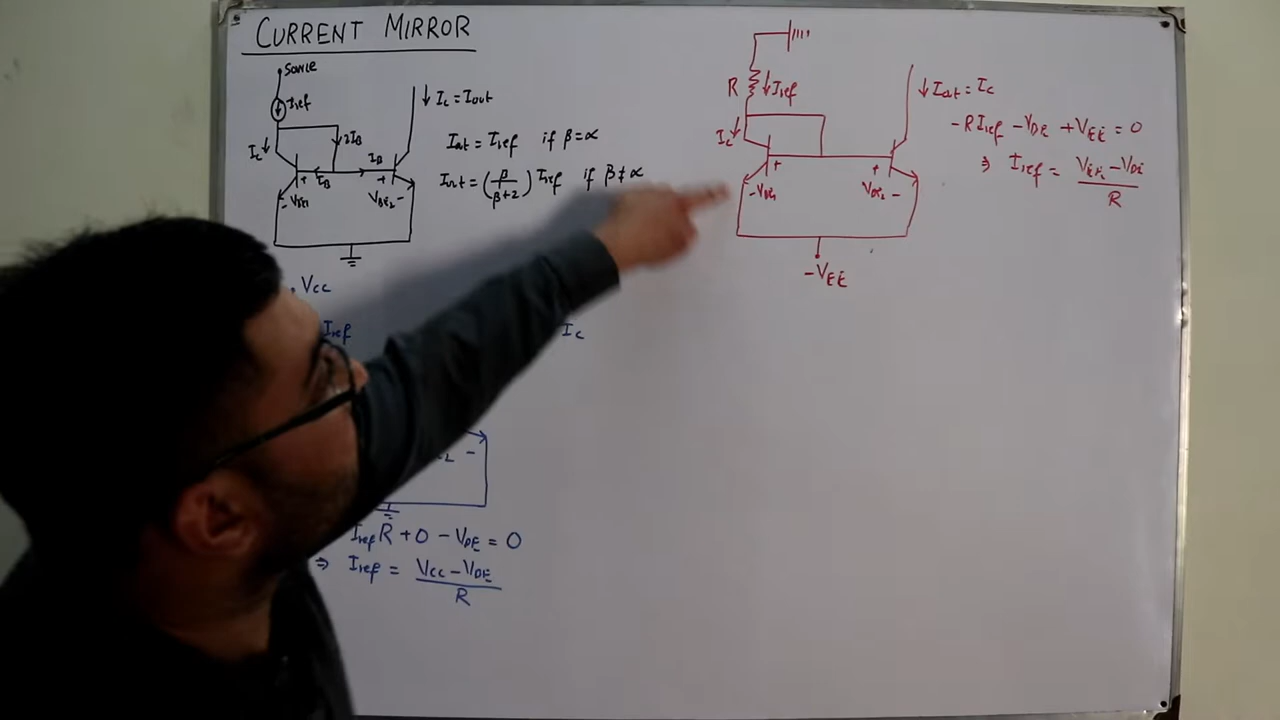 CURRENT MIRROR
Source
Iref
Ic
2IB
IB
IB
+
+
- VBE1
VBE2 -
Ic = Iout
Iout = Iref if β = α
Iout = (β/β+2) Iref if β ≠ α
Vcc
Iref
Ic
-
Iref R + 0 - VBE = 0
⇒ Iref = Vcc - VBE / R
R
Iref
Ic
+
+
- VBE1
VBE2 -
- VEE
Iout = Ic
- R Iref - VBE + VEE = 0
⇒ Iref = VEE - VBE / R